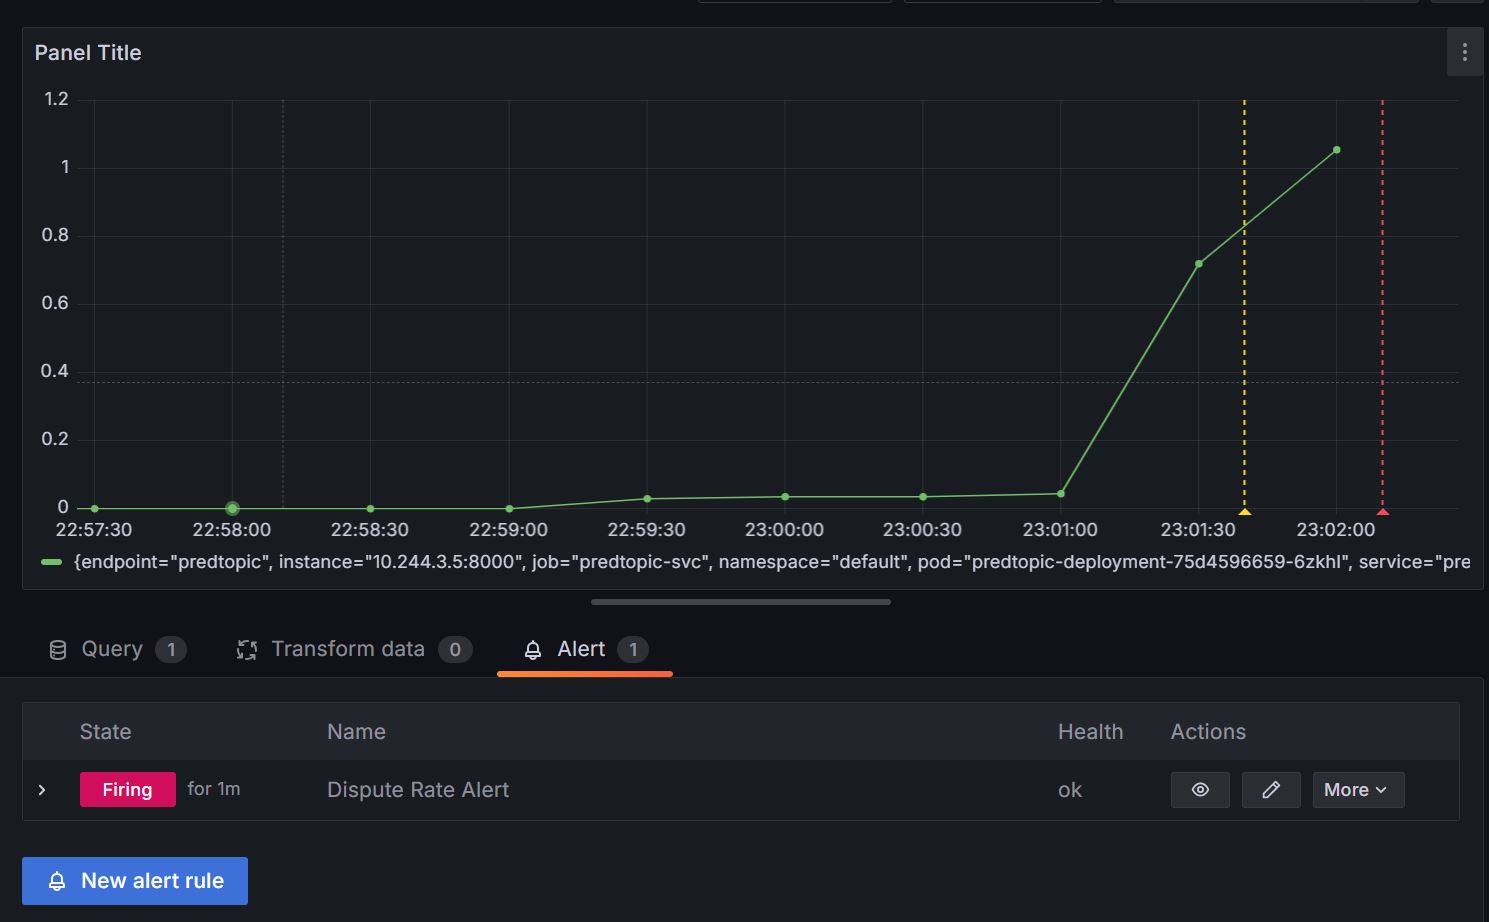 Panel Title
1.2
1
0.8
0.6
0.4
0.2
0
22:57:30 22:58:00 22:58:30 22:59:00 22:59:30 23:00:00 23:00:30 23:01:00 23:01:30 23:02:00
{endpoint="predtopic", instance="10.244.3.5:8000", job="predtopic-svc", namespace="default", pod="predtopic-deployment-75d4596659-6zkhl", service="pre
Query 1 Transform data 0 Alert 1
State Name Health Actions
Firing for 1m Dispute Rate Alert ok More
New alert rule